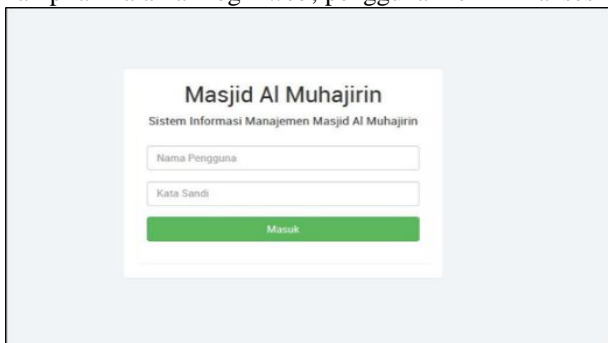 Masjid Al Muhajirin
Sistem Informasi Manajemen Masjid Al Muhajirin
Nama Pengguna
Kata Sandi
Masuk